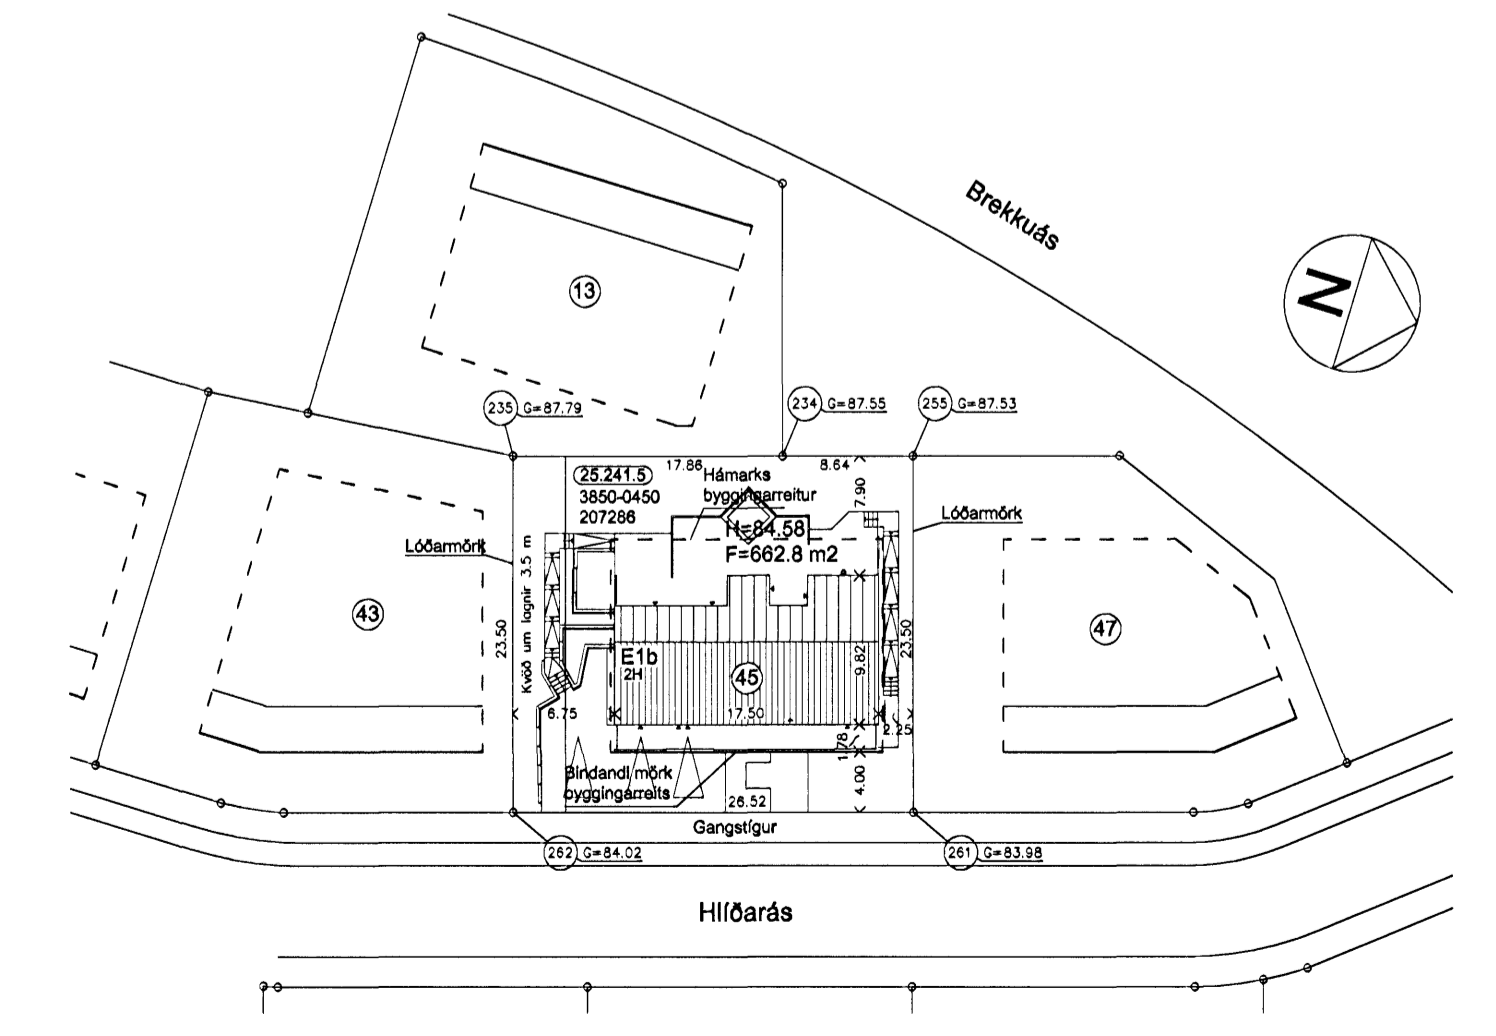 Brekkuás
N
13
235 G=87.79
234 G=87.55
255 G=87.53
25.241.5
17.86
8.64
Hámarks
byggingarreitur
3850-0450
207286
7.90
Lóðarmörk
Lóðarmörk
H=84.58
F=662.8 m2
Kvöð um lagnir 3.5 m
43
23.50
E1b
2H
45
9.82
23.50
47
6.75
17.50
2.25
1.78
Bindandi mörk
byggingarreits
26.52
4.00
Gangstígur
262 G=84.02
261 G=83.98
Hlíðarás